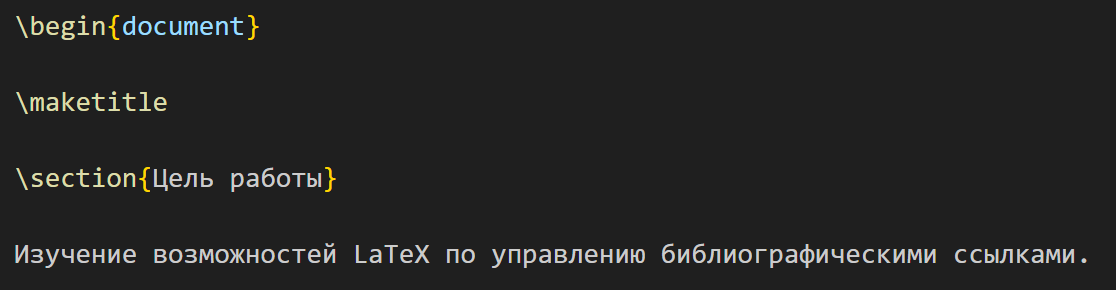 \begin{document}
\maketitle
\section{Цель работы}
Изучение возможностей LaTeX по управлению библиографическими ссылками.